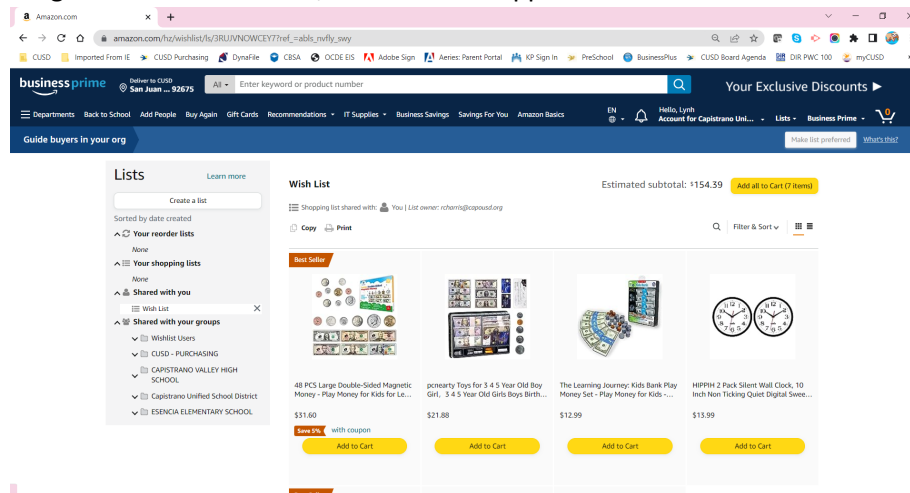 Amazon.com
amazon.com/hz/wishlist/ls/3RUJVNOWCEY7?ref_=abls_nvfly_swy
CUSD Imported From IE CUSD Purchasing DynaFile CBSA OCDE EIS Adobe Sign Aeries: Parent Portal KP Sign In PreSchool BusinessPlus CUSD Board Agenda DIR PWC 100 myCUSD
business prime
Deliver to CUSD
San Juan ... 92675
All
Enter keyword or product number
Your Exclusive Discounts
Departments Back to School Add People Buy Again Gift Cards Recommendations IT Supplies Business Savings Savings For You Amazon Basics
EN
Hello, Lynh
Account for Capistrano Uni... Lists Business Prime
0
Guide buyers in your org
Make list preferred What's this?
Lists Learn more
Create a list
Sorted by date created
Your reorder lists
None
Your shopping lists
None
Shared with you
Wish List
Shared with your groups
Wishlist Users
CUSD - PURCHASING
CAPISTRANO VALLEY HIGH
SCHOOL
Capistrano Unified School District
ESENCIA ELEMENTARY SCHOOL
Wish List
Estimated subtotal: $154.39 Add all to Cart (7 items)
Shopping list shared with: You | List owner: rcharris@capousd.org
Copy Print
Filter & Sort
Best Seller
48 PCS Large Double-Sided Magnetic
Money - Play Money for Kids for Le...
$31.60
Save 5% with coupon
Add to Cart
pcnearty Toys for 3 4 5 Year Old Boy
Girl, 3 4 5 Year Old Girls Boys Birth...
$21.88
Add to Cart
The Learning Journey: Kids Bank Play
Money Set - Play Money for Kids -...
$12.99
Add to Cart
HIPPIH 2 Pack Silent Wall Clock, 10
Inch Non Ticking Quiet Digital Swee...
$13.99
Add to Cart